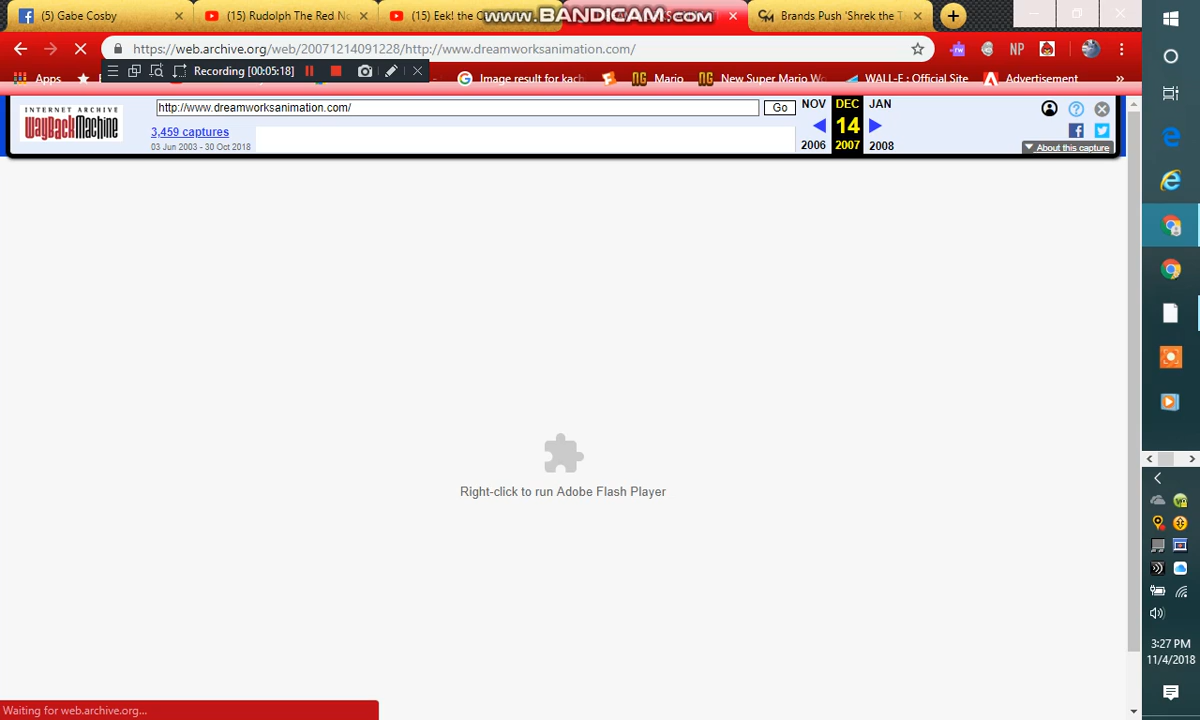 (5) Gabe Cosby
(15) Rudolph The Red No
(15) Eek! the C
www.BANDICAM.com
Brands Push 'Shrek the T
https://web.archive.org/web/20071214091228/http://www.dreamworksanimation.com/
NP
Recording [00:05:18]
Apps
Image result for kach
Mario
New Super Mario Wo
WALL-E : Official Site
Advertisement
»
INTERNET ARCHIVE
WayBackMachine
http://www.dreamworksanimation.com/
Go
NOV
DEC
JAN
3,459 captures
14
03 Jun 2003 - 30 Oct 2018
2006
2007
2008
About this capture
Right-click to run Adobe Flash Player
Waiting for web.archive.org...
3:27 PM
11/4/2018